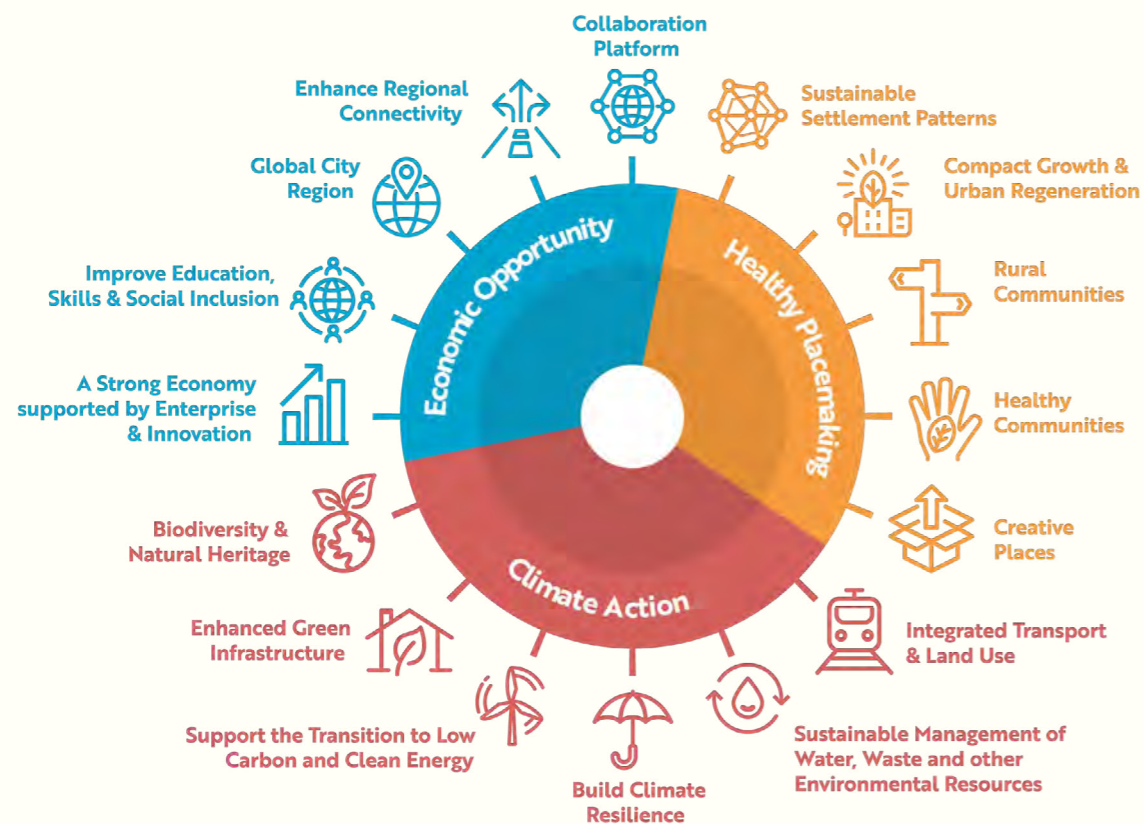 Collaboration
Platform
Enhance Regional
Connectivity
Global City
Region
Improve Education,
Skills & Social Inclusion
A Strong Economy
supported by Enterprise
& Innovation
Sustainable
Settlement Patterns
Compact Growth &
Urban Regeneration
Rural
Communities
Healthy
Communities
Creative
Places
Economic Opportunity
Healthy Placemaking
Climate Action
Biodiversity &
Natural Heritage
Enhanced Green
Infrastructure
Support the Transition to Low
Carbon and Clean Energy
Build Climate
Resilience
Sustainable Management of
Water, Waste and other
Environmental Resources
Integrated Transport
& Land Use